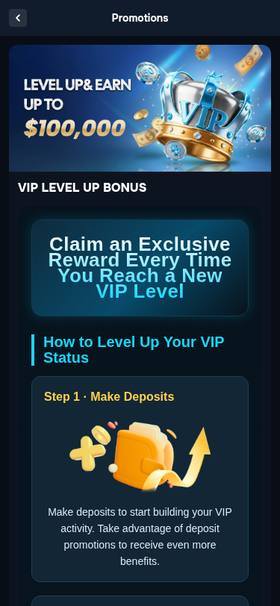 Promotions
LEVEL UP& EARN
UP TO
$100,000
VIP
VIP LEVEL UP BONUS
Claim an Exclusive
Reward Every Time
You Reach a New
VIP Level
How to Level Up Your VIP
Status
Step 1 · Make Deposits
Make deposits to start building your VIP
activity. Take advantage of deposit
promotions to receive even more
benefits.